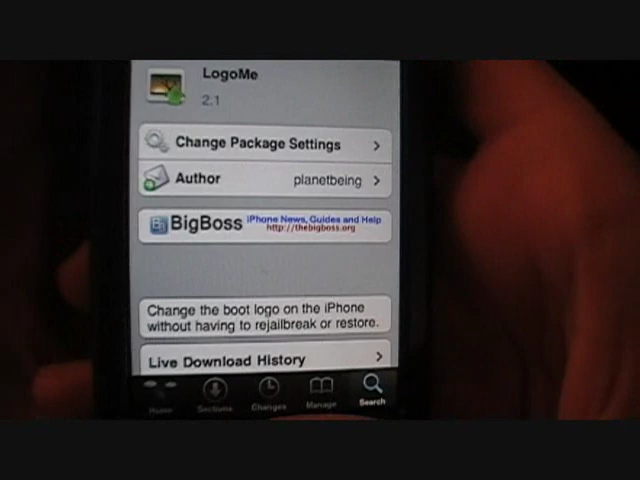 LogoMe
2.1
Change Package Settings
Author planetbeing
BigBoss iPhone News, Guides and Help
http://thebigboss.org
Change the boot logo on the iPhone
without having to rejailbreak or restore.
Live Download History
Home Sections Changes Manage Search